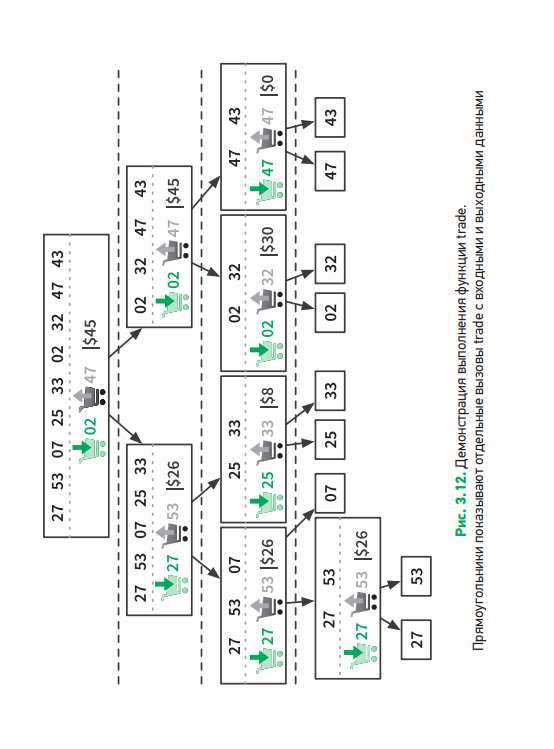 27 53 07 25 33 02 32 47 43
02 47 |$45
27 53 07 25 33
27 53 |$26
02 32 47 43
02 47 |$45
27 53 07
27 53 |$26
25 33
25 33 |$8
02 32
02 32 |$30
47 43
47 47 |$0
27 53
27 53 |$26
07
25
33
02
32
47
43
27
53
Рис. 3.12. Демонстрация выполнения функции trade.
Прямоугольники показывают отдельные вызовы trade с входными и выходными данными